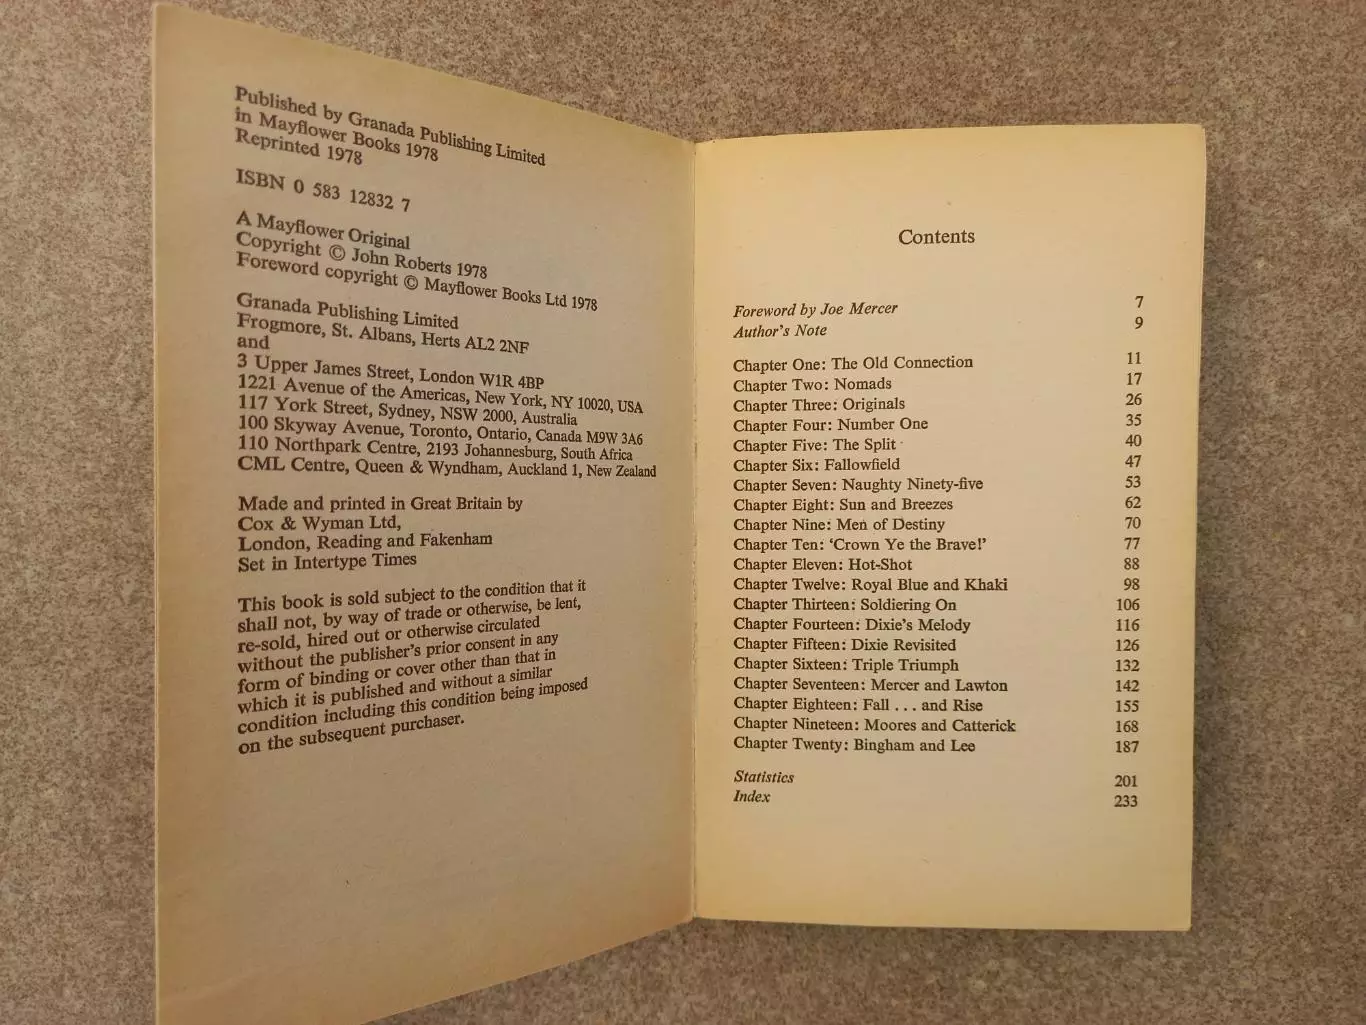 Published by Granada Publishing Limited
in Mayflower Books 1978
Reprinted 1978
ISBN 0 583 12832 7
A Mayflower Original
Copyright © John Roberts 1978
Foreword copyright © Mayflower Books Ltd 1978
Granada Publishing Limited
Frogmore, St. Albans, Herts AL2 2NF
and
3 Upper James Street, London W1R 4BP
1221 Avenue of the Americas, New York, NY 10020, USA
117 York Street, Sydney, NSW 2000, Australia
100 Skyway Avenue, Toronto, Ontario, Canada M9W 3A6
110 Northpark Centre, 2193 Johannesburg, South Africa
CML Centre, Queen & Wyndham, Auckland 1, New Zealand
Made and printed in Great Britain by
Cox & Wyman Ltd,
London, Reading and Fakenham
Set in Intertype Times
This book is sold subject to the condition that it
shall not, by way of trade or otherwise, be lent,
re-sold, hired out or otherwise circulated
without the publisher's prior consent in any
form of binding or cover other than that in
which it is published and without a similar
condition including this condition being imposed
on the subsequent purchaser.
Contents
Foreword by Joe Mercer 7
Author's Note 9
Chapter One: The Old Connection 11
Chapter Two: Nomads 17
Chapter Three: Originals 26
Chapter Four: Number One 35
Chapter Five: The Split 40
Chapter Six: Fallowfield 47
Chapter Seven: Naughty Ninety-five 53
Chapter Eight: Sun and Breezes 62
Chapter Nine: Men of Destiny 70
Chapter Ten: 'Crown Ye the Brave!' 77
Chapter Eleven: Hot-Shot 88
Chapter Twelve: Royal Blue and Khaki 98
Chapter Thirteen: Soldiering On 106
Chapter Fourteen: Dixie's Melody 116
Chapter Fifteen: Dixie Revisited 126
Chapter Sixteen: Triple Triumph 132
Chapter Seventeen: Mercer and Lawton 142
Chapter Eighteen: Fall . . . and Rise 155
Chapter Nineteen: Moores and Catterick 168
Chapter Twenty: Bingham and Lee 187
Statistics 201
Index 233